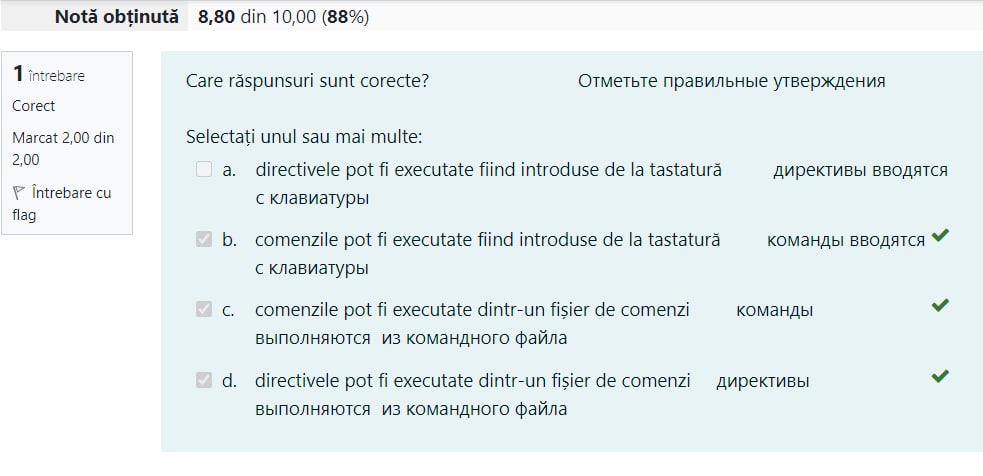 Notă obținută 8,80 din 10,00 (88%)
1 întrebare
Corect
Marcat 2,00 din
2,00
Întrebare cu
flag
Care răspunsuri sunt corecte? Отметьте правильные утверждения
Selectați unul sau mai multe:
a. directivele pot fi executate fiind introduse de la tastatură директивы вводятся
с клавиатуры
b. comenzile pot fi executate fiind introduse de la tastatură команды вводятся
с клавиатуры
c. comenzile pot fi executate dintr-un fișier de comenzi команды
выполняются из командного файла
d. directivele pot fi executate dintr-un fișier de comenzi директивы
выполняются из командного файла